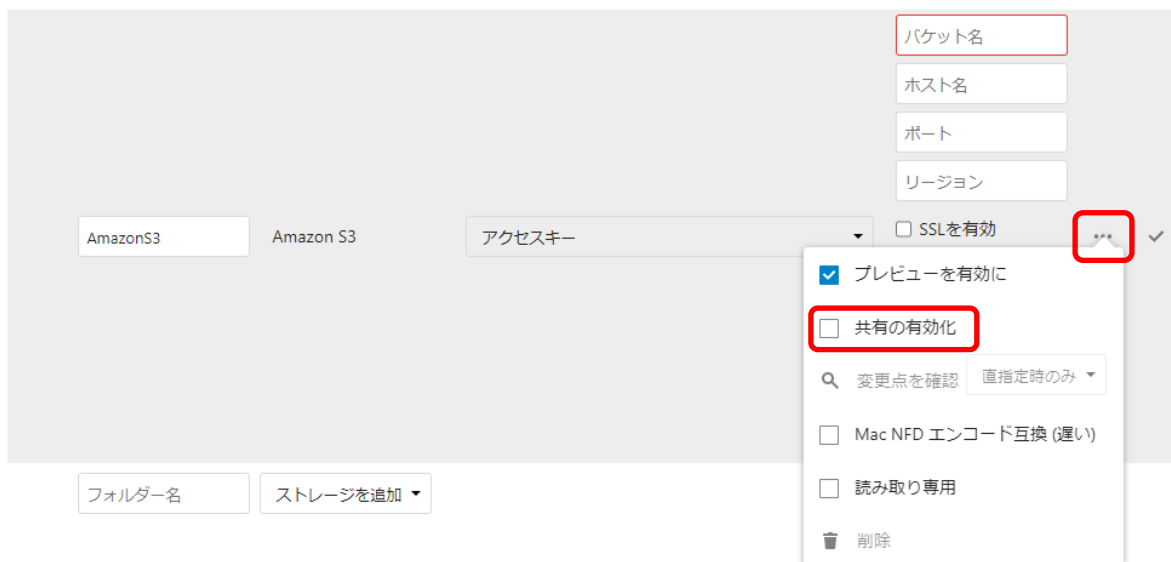 バケット名
ホスト名
ポート
リージョン
AmazonS3 Amazon S3 アクセスキー SSLを有効
プレビューを有効に
共有の有効化
変更点を確認 直指定時のみ
Mac NFD エンコード互換 (遅い)
読み取り専用
削除
フォルダー名 ストレージを追加